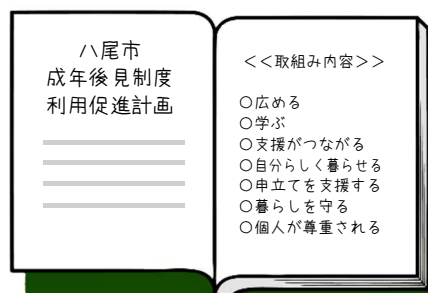 八尾市
成年後見制度
利用促進計画
<<取組み内容>>
○広める
○学ぶ
○支援がつながる
○自分らしく暮らせる
○申立てを支援する
○暮らしを守る
○個人が尊重される